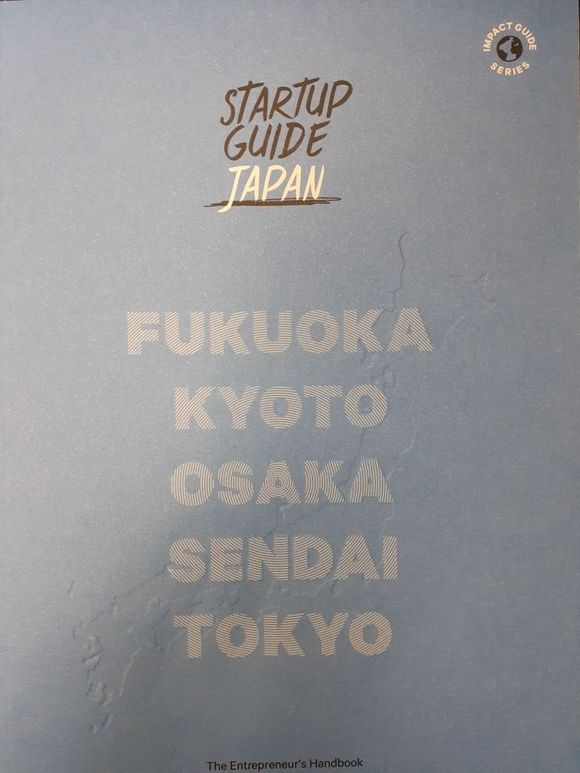 IMPACT GUIDE
SERIES
STARTUP
GUIDE
JAPAN
FUKUOKA
KYOTO
OSAKA
SENDAI
TOKYO
The Entrepreneur's Handbook